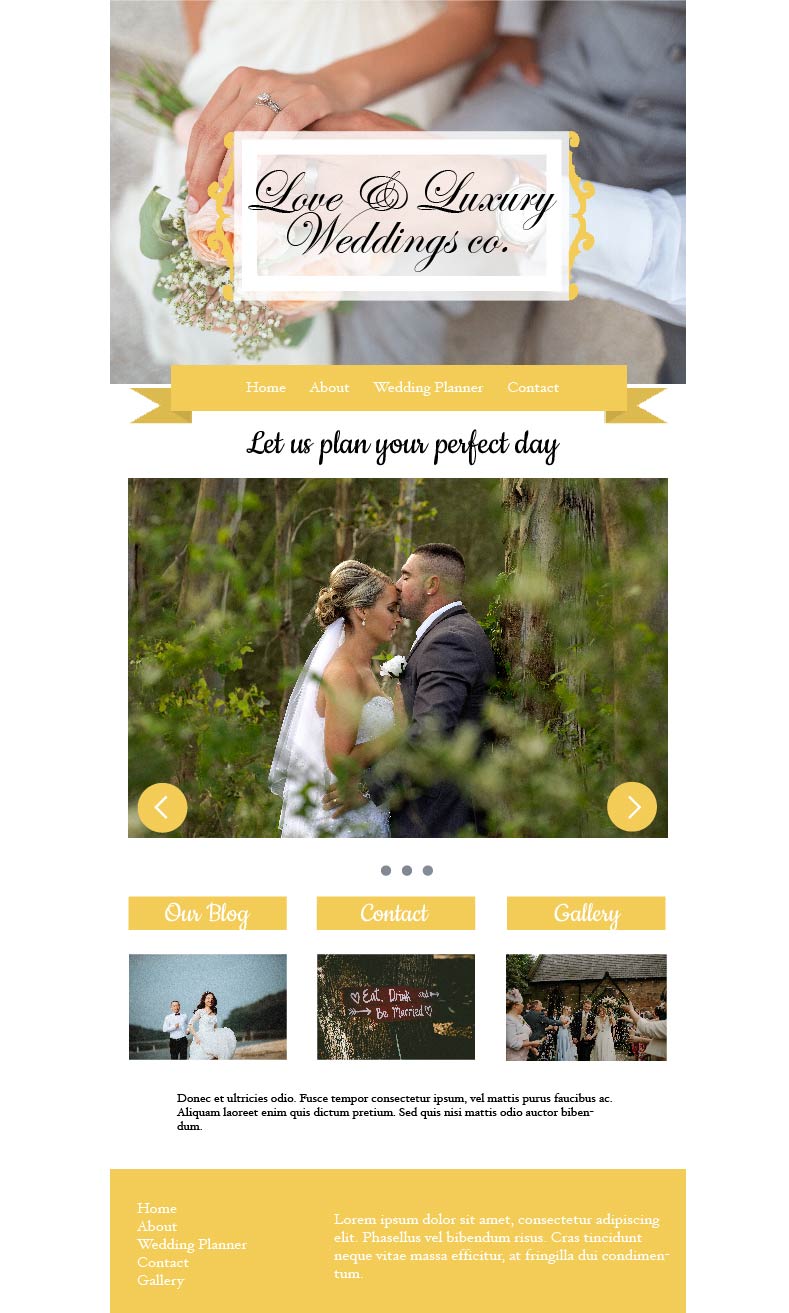 Love & Luxury
Weddings co.
Home About Wedding Planner Contact
Let us plan your perfect day
Our Blog Contact Gallery
Eat, Drink and
Be Married
Donec et ultricies odio. Fusce tempor consectetur ipsum, vel mattis purus faucibus ac.
Aliquam laoreet enim quis dictum pretium. Sed quis nisi mattis odio auctor biben-
dum.
Home
About
Wedding Planner
Contact
Gallery
Lorem ipsum dolor sit amet, consectetur adipiscing
elit. Phasellus vel bibendum risus. Cras tincidunt
neque vitae massa efficitur, at fringilla dui condimen-
tum.